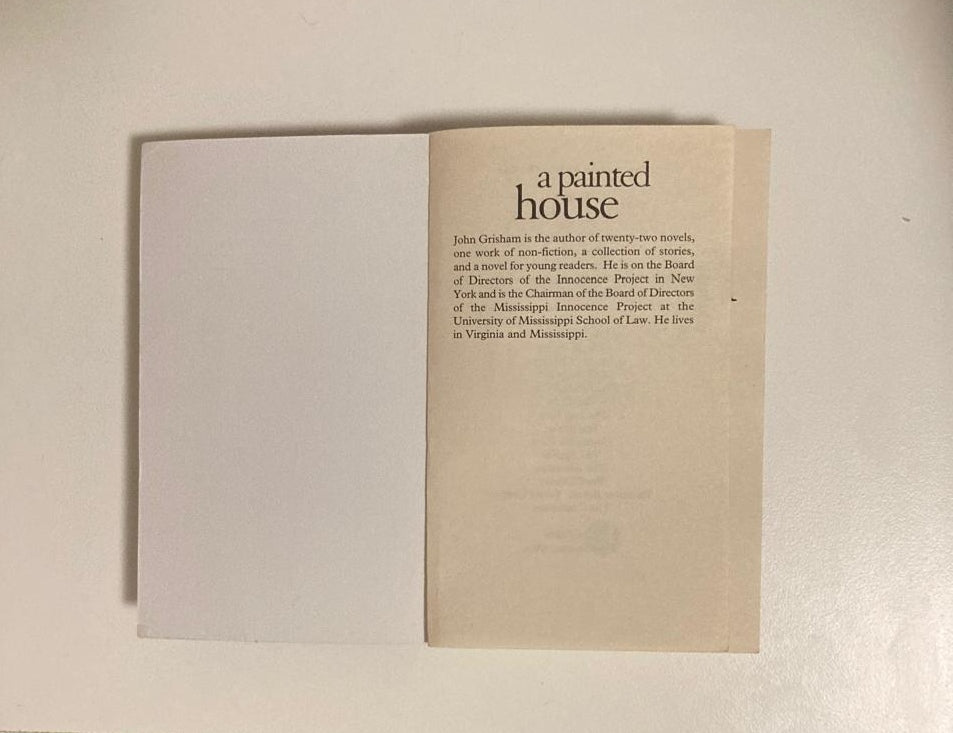 a painted
house
John Grisham is the author of twenty-two novels,
one work of non-fiction, a collection of stories,
and a novel for young readers. He is on the Board
of Directors of the Innocence Project in New
York and is the Chairman of the Board of Directors
of the Mississippi Innocence Project at the
University of Mississippi School of Law. He lives
in Virginia and Mississippi.